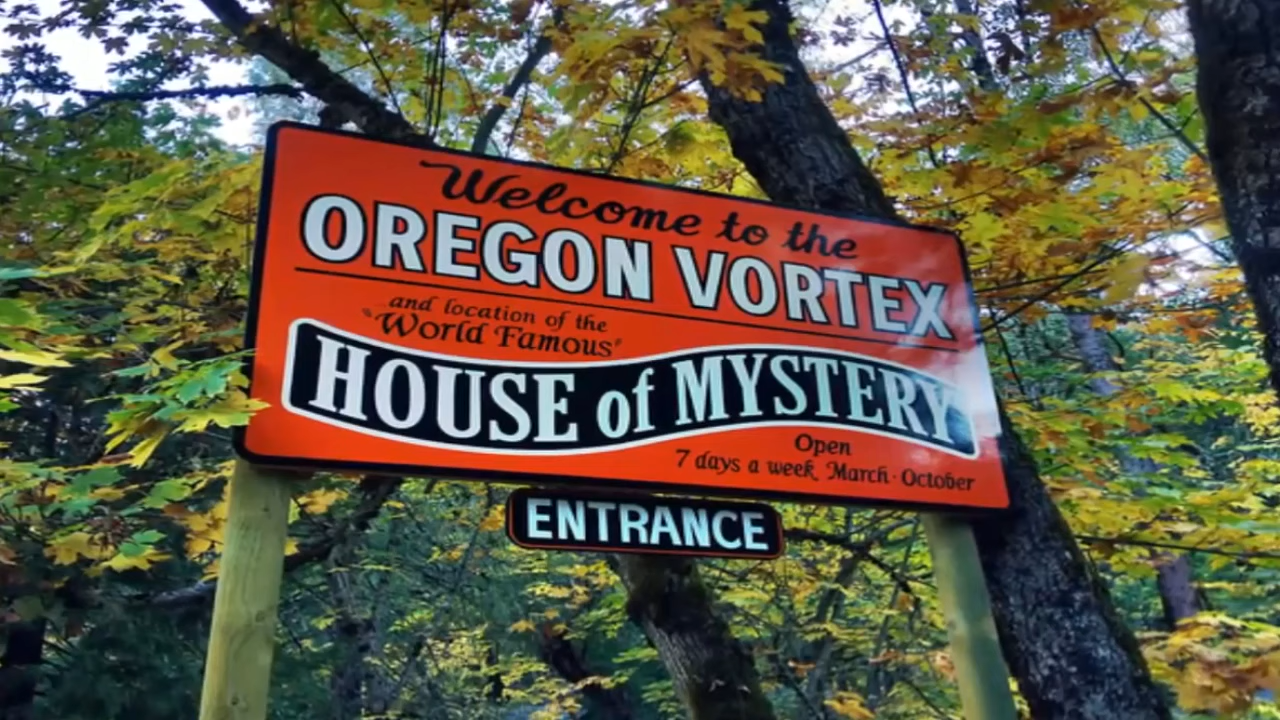 Welcome to the
OREGON VORTEX
and location of the
"World Famous"
HOUSE of MYSTERY
Open
7 days a week, March · October
ENTRANCE